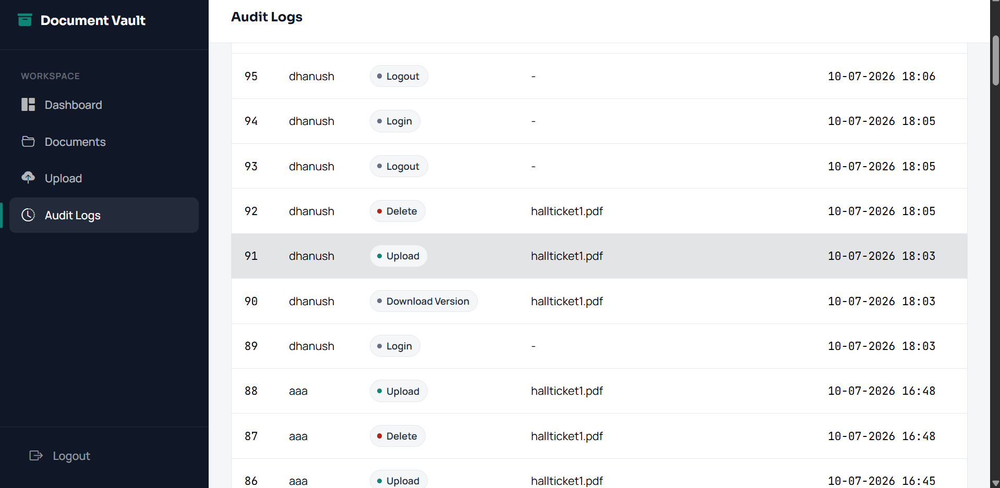 Document Vault
Audit Logs
WORKSPACE
Dashboard
Documents
Upload
Audit Logs
Logout
95 dhanush Logout - 10-07-2026 18:06
94 dhanush Login - 10-07-2026 18:05
93 dhanush Logout - 10-07-2026 18:05
92 dhanush Delete hallticket1.pdf 10-07-2026 18:05
91 dhanush Upload hallticket1.pdf 10-07-2026 18:03
90 dhanush Download Version hallticket1.pdf 10-07-2026 18:03
89 dhanush Login - 10-07-2026 18:03
88 aaa Upload hallticket1.pdf 10-07-2026 16:48
87 aaa Delete hallticket1.pdf 10-07-2026 16:48
86 aaa Upload hallticket1.pdf 10-07-2026 16:45